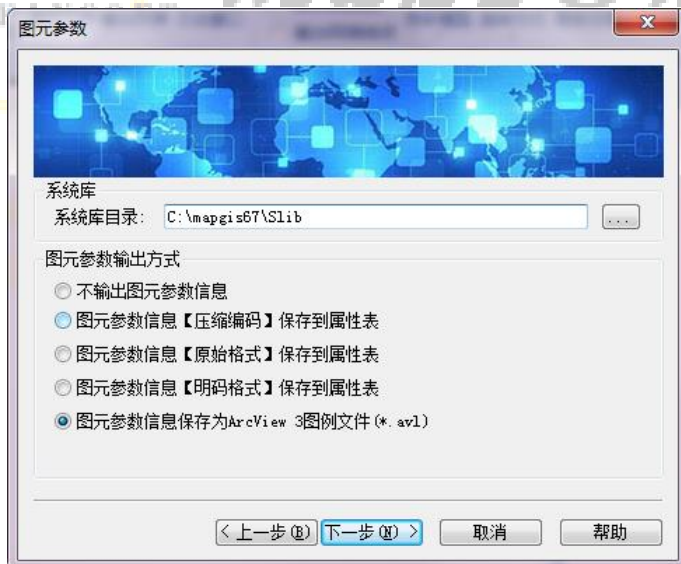 图元参数
系统库
系统库目录: C:\mapgis67\Slib ...
图元参数输出方式
不输出图元参数信息
图元参数信息【压缩编码】保存到属性表
图元参数信息【原始格式】保存到属性表
图元参数信息【明码格式】保存到属性表
图元参数信息保存为ArcView 3图例文件(*.avl)
< 上一步(B) 下一步(N) > 取消 帮助